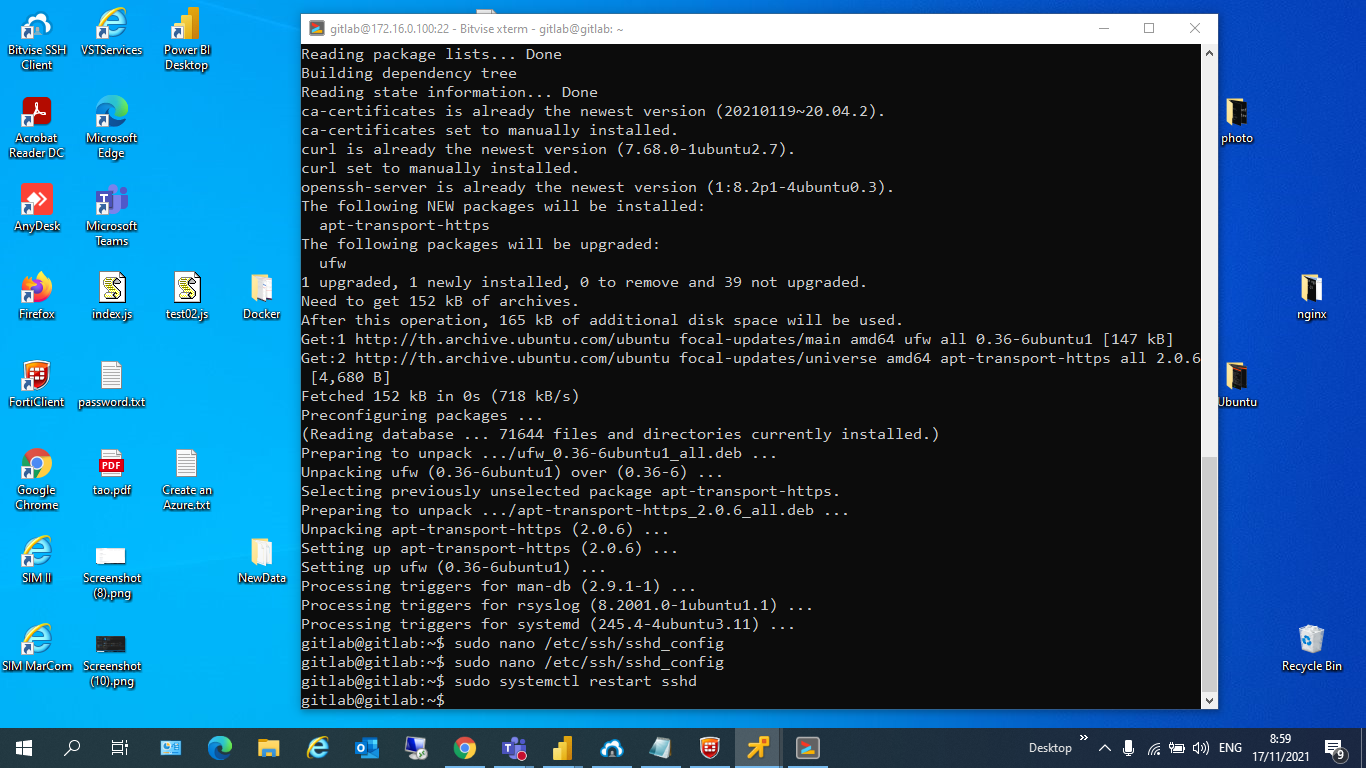 gitlab@172.16.0.100:22 - Bitvise xterm - gitlab@gitlab: ~
Reading package lists... Done
Building dependency tree
Reading state information... Done
ca-certificates is already the newest version (20210119~20.04.2).
ca-certificates set to manually installed.
curl is already the newest version (7.68.0-1ubuntu2.7).
curl set to manually installed.
openssh-server is already the newest version (1:8.2p1-4ubuntu0.3).
The following NEW packages will be installed:
apt-transport-https
The following packages will be upgraded:
ufw
1 upgraded, 1 newly installed, 0 to remove and 39 not upgraded.
Need to get 152 kB of archives.
After this operation, 165 kB of additional disk space will be used.
Get:1 http://th.archive.ubuntu.com/ubuntu focal-updates/main amd64 ufw all 0.36-6ubuntu1 [147 kB]
Get:2 http://th.archive.ubuntu.com/ubuntu focal-updates/universe amd64 apt-transport-https all 2.0.6
[4,680 B]
Fetched 152 kB in 0s (718 kB/s)
Preconfiguring packages ...
(Reading database ... 71644 files and directories currently installed.)
Preparing to unpack .../ufw_0.36-6ubuntu1_all.deb ...
Unpacking ufw (0.36-6ubuntu1) over (0.36-6) ...
Selecting previously unselected package apt-transport-https.
Preparing to unpack .../apt-transport-https_2.0.6_all.deb ...
Unpacking apt-transport-https (2.0.6) ...
Setting up apt-transport-https (2.0.6) ...
Setting up ufw (0.36-6ubuntu1) ...
Processing triggers for man-db (2.9.1-1) ...
Processing triggers for rsyslog (8.2001.0-1ubuntu1.1) ...
Processing triggers for systemd (245.4-4ubuntu3.11) ...
gitlab@gitlab:~$ sudo nano /etc/ssh/sshd_config
gitlab@gitlab:~$ sudo nano /etc/ssh/sshd_config
gitlab@gitlab:~$ sudo systemctl restart sshd
gitlab@gitlab:~$
Bitvise SSH
Client
VSTServices
Power BI
Desktop
Acrobat
Reader DC
Microsoft
Edge
AnyDesk
Microsoft
Teams
Firefox
index.js
test02.js
Docker
FortiClient
password.txt
Google
Chrome
PDF
tao.pdf
Create an
Azure.txt
SIM II
Screenshot
(8).png
NewData
SIM MarCom
Screenshot
(10).png
photo
nginx
Ubuntu
Recycle Bin
Desktop
ENG
8:59
17/11/2021
9